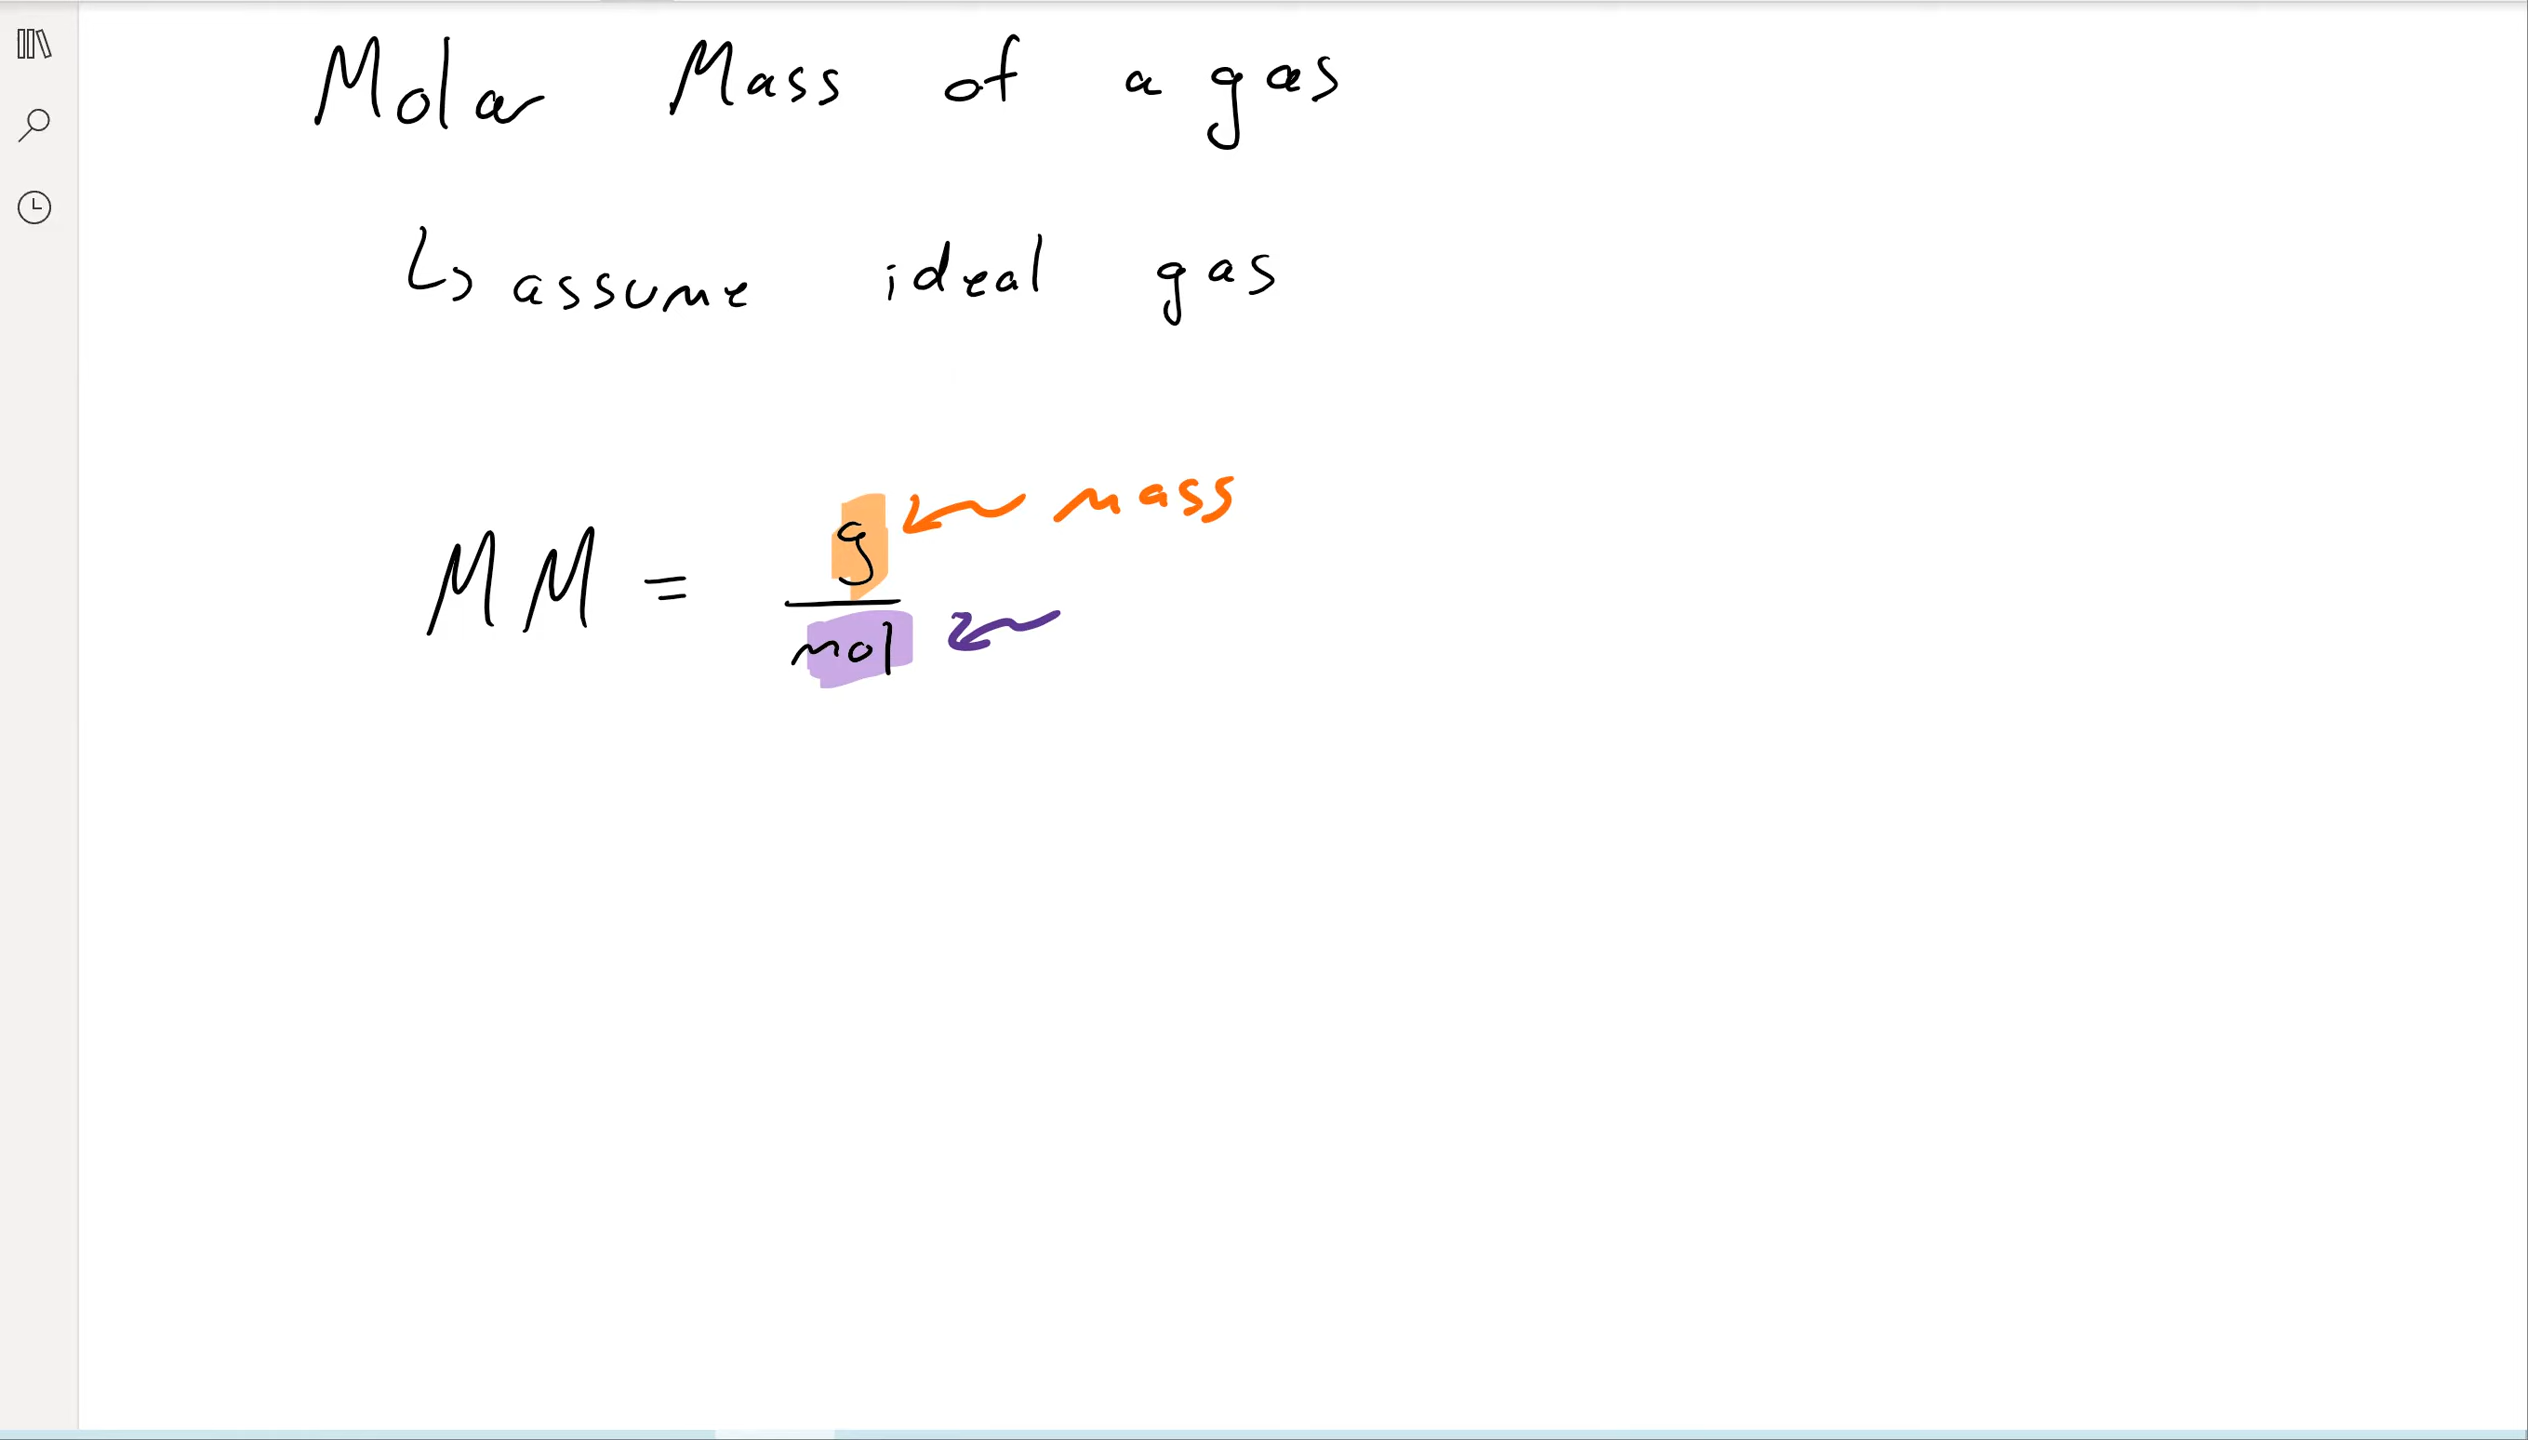 Molar Mass of a gas
↳ assume ideal gas
g ← mass
MM =
mol ←